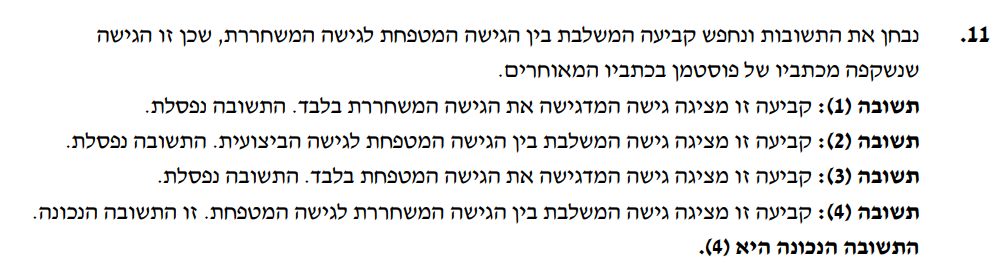 11. נבחן את התשובות ונחפש קביעה המשלבת בין הגישה המטפחת לגישה המשחררת, שכן זו הגישה
שנשקפה מכתביו של פוסטמן בכתביו המאוחרים.
תשובה (1): קביעה זו מציגה גישה המדגישה את הגישה המשחררת בלבד. התשובה נפסלת.
תשובה (2): קביעה זו מציגה גישה המשלבת בין הגישה המטפחת לגישה הביצועית. התשובה נפסלת.
תשובה (3): קביעה זו מציגה גישה המדגישה את הגישה המטפחת בלבד. התשובה נפסלת.
תשובה (4): קביעה זו מציגה גישה המשלבת בין הגישה המשחררת לגישה המטפחת. זו התשובה הנכונה.
התשובה הנכונה היא (4).